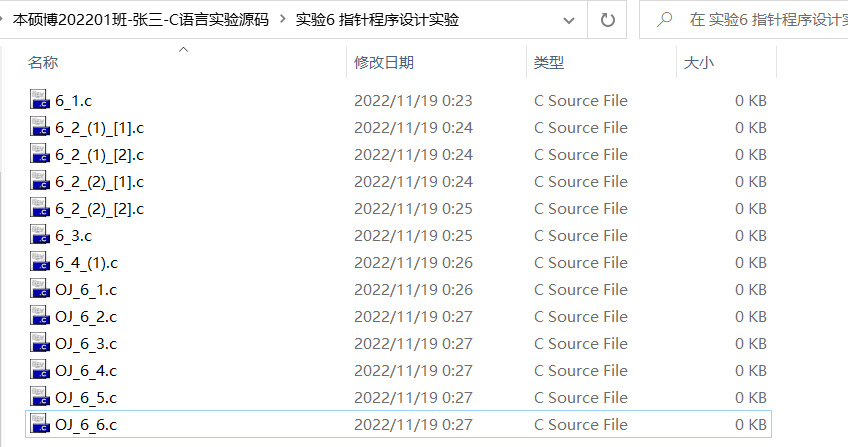 本硕博202201班-张三-C语言实验源码 > 实验6 指针程序设计实验
在 实验6 指针程序设计实
名称 修改日期 类型 大小
6_1.c 2022/11/19 0:23 C Source File 0 KB
6_2_(1)_[1].c 2022/11/19 0:24 C Source File 0 KB
6_2_(1)_[2].c 2022/11/19 0:24 C Source File 0 KB
6_2_(2)_[1].c 2022/11/19 0:24 C Source File 0 KB
6_2_(2)_[2].c 2022/11/19 0:25 C Source File 0 KB
6_3.c 2022/11/19 0:25 C Source File 0 KB
6_4_(1).c 2022/11/19 0:26 C Source File 0 KB
OJ_6_1.c 2022/11/19 0:26 C Source File 0 KB
OJ_6_2.c 2022/11/19 0:27 C Source File 0 KB
OJ_6_3.c 2022/11/19 0:27 C Source File 0 KB
OJ_6_4.c 2022/11/19 0:27 C Source File 0 KB
OJ_6_5.c 2022/11/19 0:27 C Source File 0 KB
OJ_6_6.c 2022/11/19 0:27 C Source File 0 KB